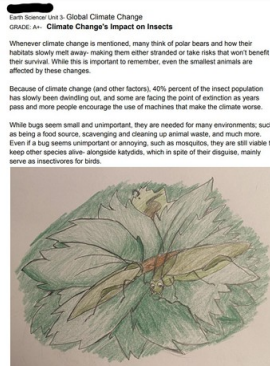 Earth Science/ Unit 3- Global Climate Change
GRADE: A+- Climate Change's Impact on Insects
Whenever climate change is mentioned, many think of polar bears and how their
habitats slowly melt away- making them either stranded or take risks that won't benefit
their survival. While this is important to remember, even the smallest animals are
affected by these changes.
Because of climate change (and other factors), 40% percent of the insect population
has slowly been dwindling out, and some are facing the point of extinction as years
pass and more people encourage the use of machines that make the climate worse.
While bugs seem small and unimportant, they are needed for many environments; suc
as being a food source, scavenging and cleaning up animal waste, and much more.
Even if a bug seems unimportant or annoying, such as mosquitos, they are still viable
keep other species alive- alongside katydids, which in spite of their disguise, mainly
serve as insectivores for birds.